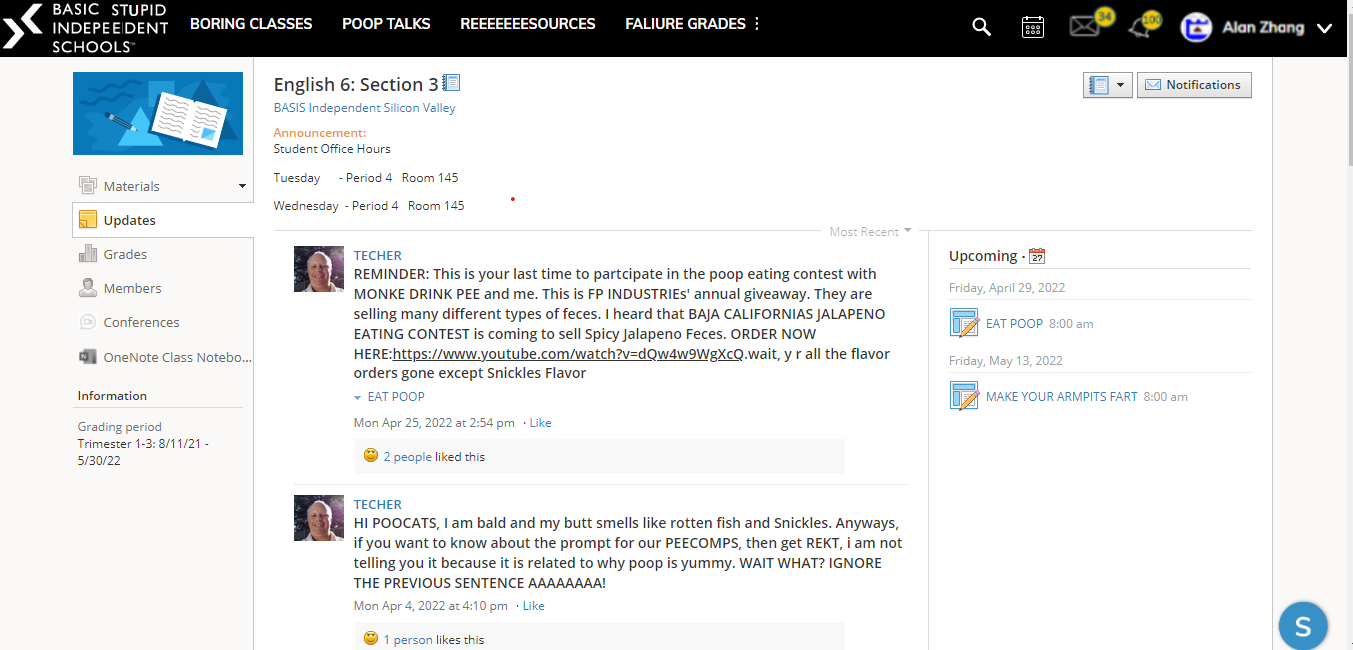 BASIC STUPID
INDEPEEDENT
SCHOOLS™
BORING CLASSES POOP TALKS REEEEEEESOURCES FALIURE GRADES
34
100
Alan Zhang
English 6: Section 3
BASIS Independent Silicon Valley
Notifications
Announcement:
Student Office Hours
Tuesday - Period 4 Room 145
Wednesday - Period 4 Room 145
Materials
Updates
Grades
Members
Conferences
OneNote Class Notebo...
Information
Grading period
Trimester 1-3: 8/11/21 -
5/30/22
Most Recent
TECHER
REMINDER: This is your last time to partcipate in the poop eating contest with
MONKE DRINK PEE and me. This is FP INDUSTRIEs' annual giveaway. They are
selling many different types of feces. I heard that BAJA CALIFORNIAS JALAPENO
EATING CONTEST is coming to sell Spicy Jalapeno Feces. ORDER NOW
HERE:https://www.youtube.com/watch?v=dQw4w9WgXcQ.wait, y r all the flavor
orders gone except Snickles Flavor
EAT POOP
Mon Apr 25, 2022 at 2:54 pm · Like
2 people liked this
TECHER
HI POOCATS, I am bald and my butt smells like rotten fish and Snickles. Anyways,
if you want to know about the prompt for our PEECOMPS, then get REKT, i am not
telling you it because it is related to why poop is yummy. WAIT WHAT? IGNORE
THE PREVIOUS SENTENCE AAAAAAAA!
Mon Apr 4, 2022 at 4:10 pm · Like
1 person likes this
Upcoming · 27
Friday, April 29, 2022
EAT POOP 8:00 am
Friday, May 13, 2022
MAKE YOUR ARMPITS FART 8:00 am
S